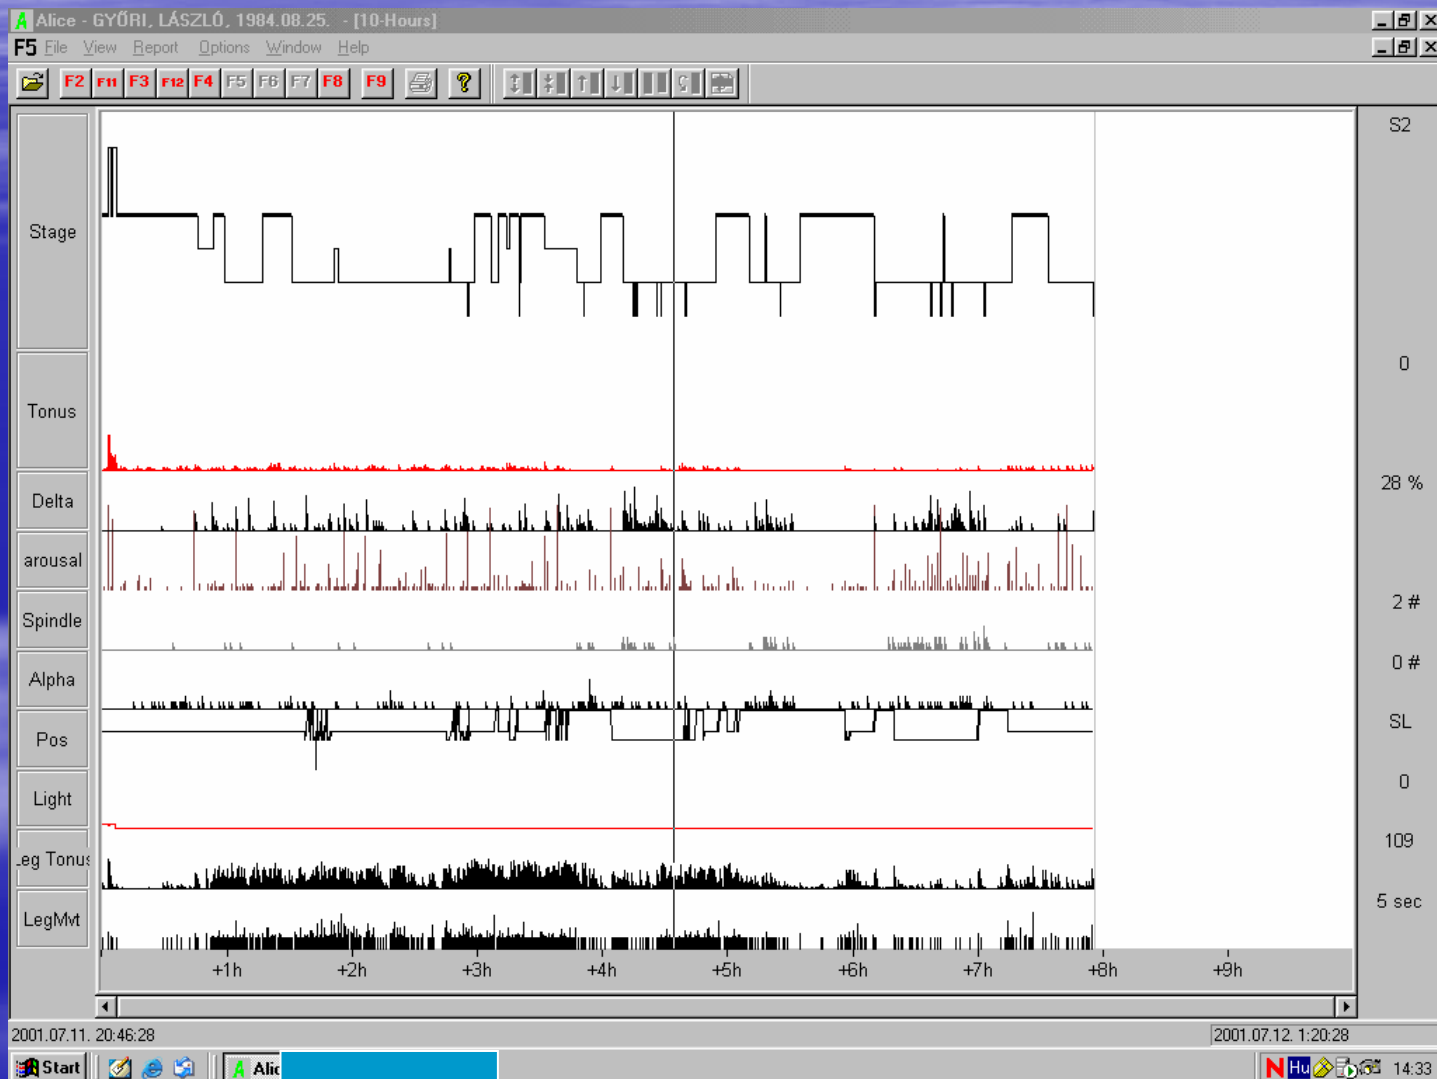 Alice - GYŐRI, LÁSZLÓ, 1984.08.25. - [10-Hours]
F5 File View Report Options Window Help
F2 F11 F3 F12 F4 F5 F6 F7 F8 F9 ?
S2
Stage
0
Tonus
28 %
Delta
arousal
2 #
Spindle
0 #
Alpha
SL
Pos
0
Light
109
Leg Tonus
5 sec
LegMvt
+1h +2h +3h +4h +5h +6h +7h +8h +9h
2001.07.11. 20:46:28 2001.07.12. 1:20:28
Start Alic N Hu 14:33